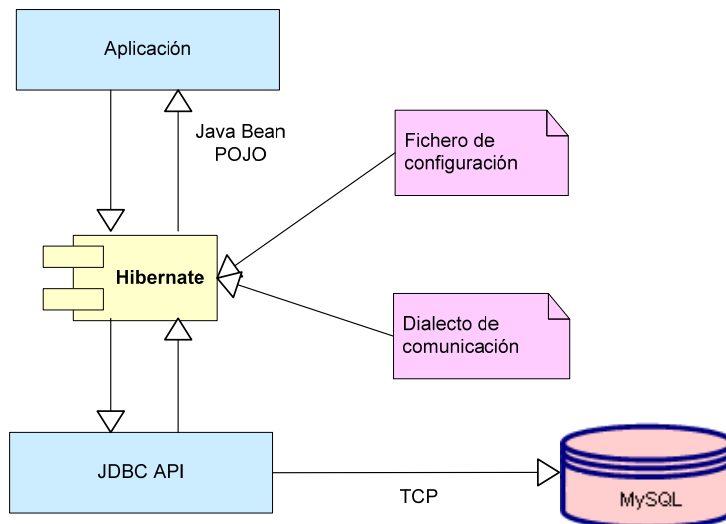 Aplicación
Java Bean
POJO
Fichero de
configuración
Hibernate
Dialecto de
comunicación
JDBC API
TCP
MySQL